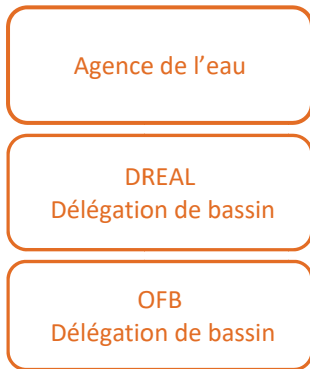 Agence de l’eau
DREAL
Délégation de bassin
OFB
Délégation de bassin